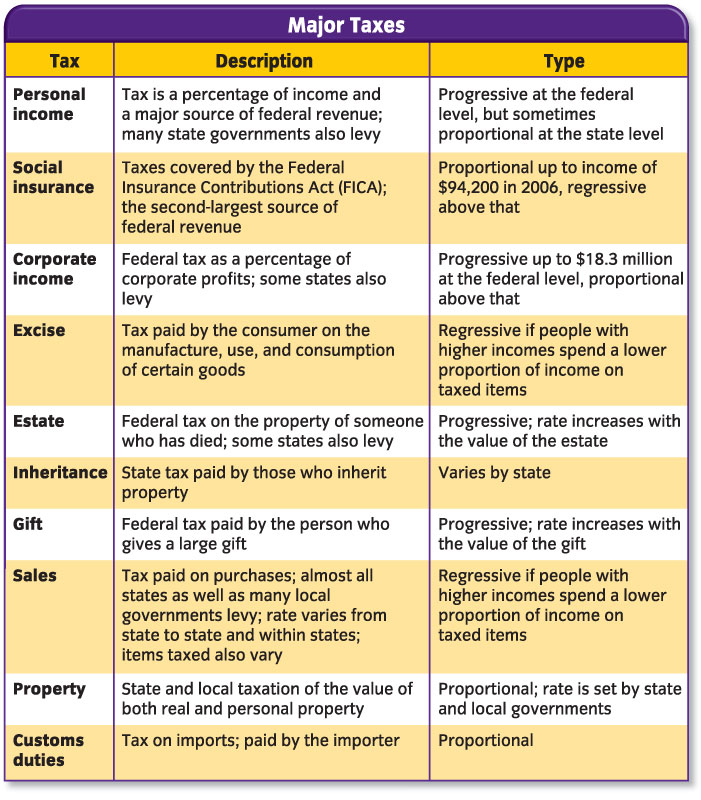 Major Taxes
Tax
Description
Type
Personal
income
Tax is a percentage of income and
a major source of federal revenue;
many state governments also levy
Progressive at the federal
level, but sometimes
proportional at the state level
Social
insurance
Taxes covered by the Federal
Insurance Contributions Act (FICA);
the second-largest source of
federal revenue
Proportional up to income of
$94,200 in 2006, regressive
above that
Corporate
income
Federal tax as a percentage of
corporate profits; some states also
levy
Progressive up to $18.3 million
at the federal level, proportional
above that
Excise
Tax paid by the consumer on the
manufacture, use, and consumption
of certain goods
Regressive if people with
higher incomes spend a lower
proportion of income on
taxed items
Estate
Federal tax on the property of someone
who has died; some states also levy
Progressive; rate increases with
the value of the estate
Inheritance
State tax paid by those who inherit
property
Varies by state
Gift
Federal tax paid by the person who
gives a large gift
Progressive; rate increases with
the value of the gift
Sales
Tax paid on purchases; almost all
states as well as many local
governments levy; rate varies from
state to state and within states;
items taxed also vary
Regressive if people with
higher incomes spend a lower
proportion of income on
taxed items
Property
State and local taxation of the value of
both real and personal property
Proportional; rate is set by state
and local governments
Customs
duties
Tax on imports; paid by the importer
Proportional